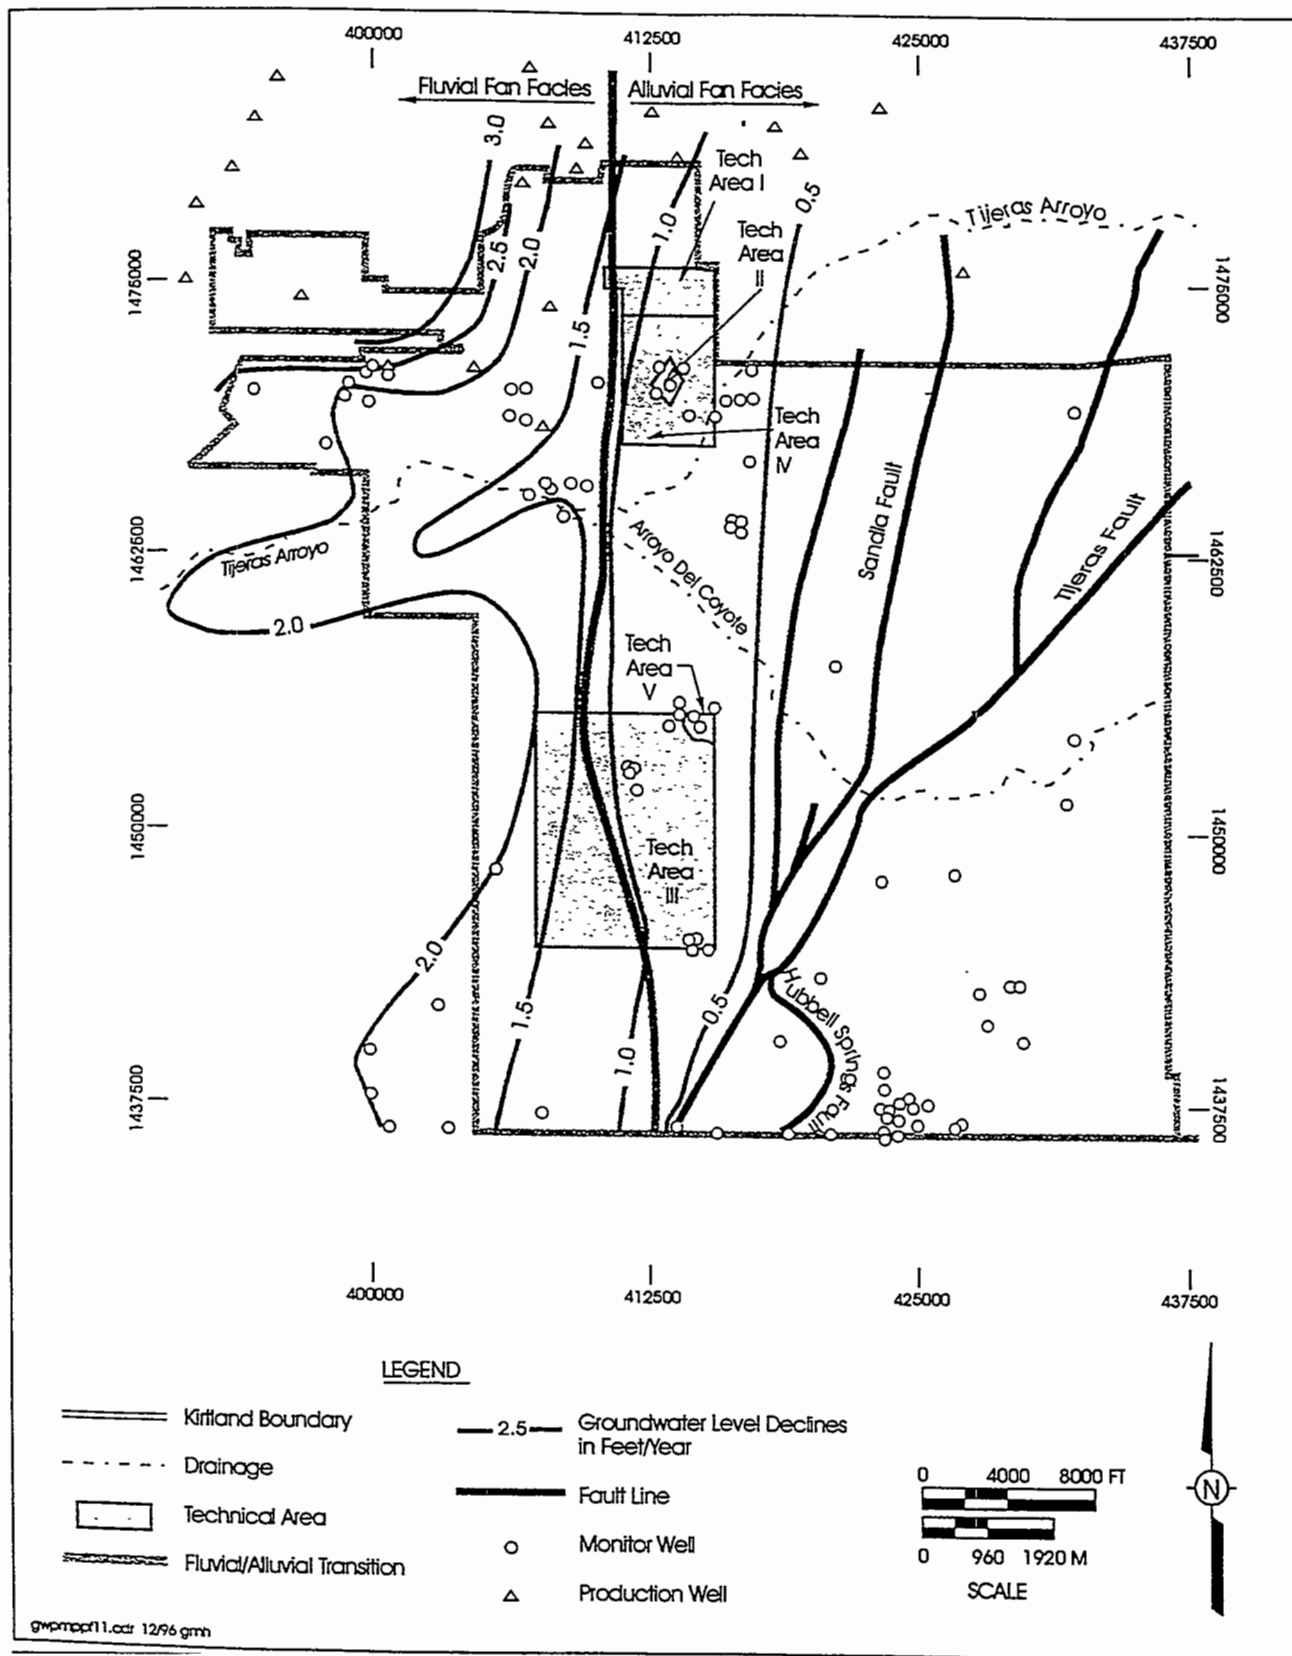 400000
412500
425000
437500
Fluvial Fan Facies
Alluvial Fan Facies
3.0
Tech
Area I
0.5
Tijeras Arroyo
1.0
Tech
Area
II
2.5
2.0
1475000
1475000
1.5
Tech
Area
IV
Sandia Fault
Tijeras Fault
Arroyo Del Coyote
1462500
1462500
Tijeras Arroyo
2.0
Tech
Area
V
1450000
1450000
Tech
Area
III
2.0
Hubbell Springs Fault
0.5
1.5
1.0
1437500
1437500
400000
412500
425000
437500
LEGEND
Kirtland Boundary
Drainage
Technical Area
Fluvial/Alluvial Transition
2.5
Groundwater Level Declines
in Feet/Year
Fault Line
Monitor Well
Production Well
0 4000 8000 FT
0 960 1920 M
SCALE
N
gwpmppf11.cdr 12/96 gmh